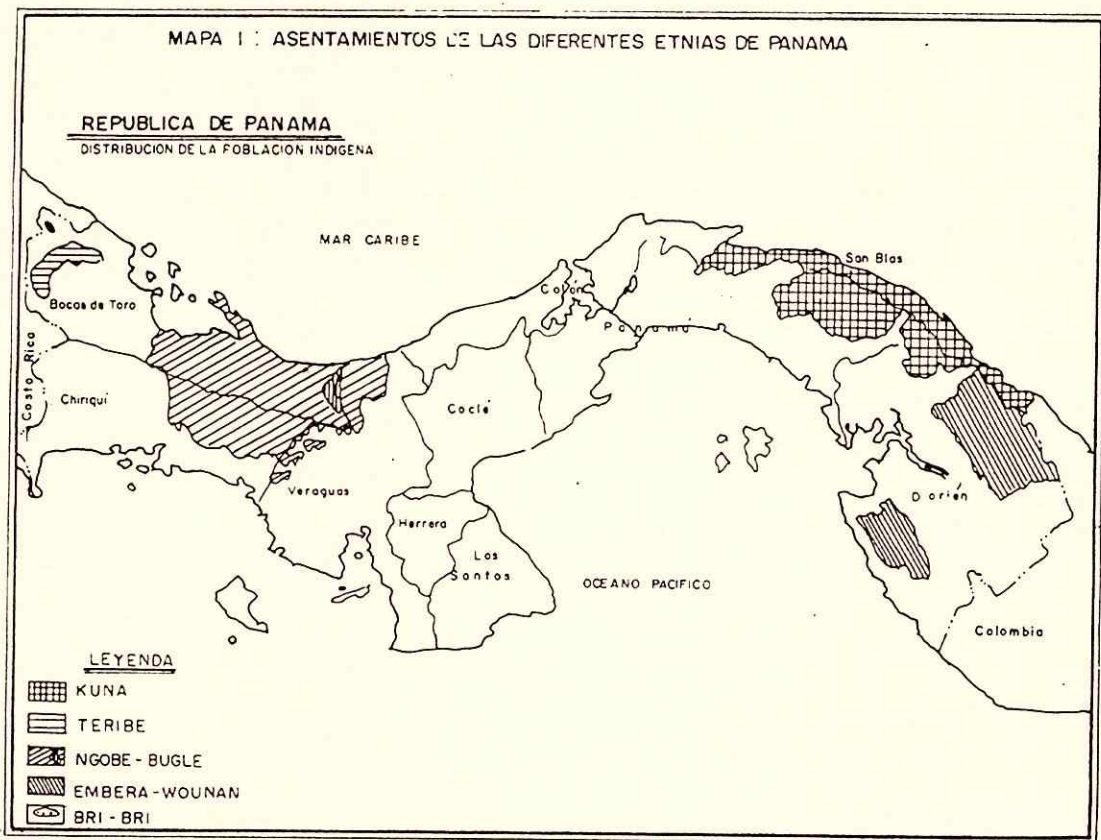 MAPA I : ASENTAMIENTOS DE LAS DIFERENTES ETNIAS DE PANAMA
REPUBLICA DE PANAMA
DISTRIBUCION DE LA FOBLACION INDIGENA
MAR CARIBE
San Blas
Colón
Bocas de Toro
Panamá
Costa Rica
Chiriquí
Coclé
Veraguas
Darién
Herrera
Los
Santos
OCEANO PACIFICO
Colombia
LEYENDA
KUNA
TERIBE
NGOBE - BUGLE
EMBERA - WOUNAN
BRI - BRI